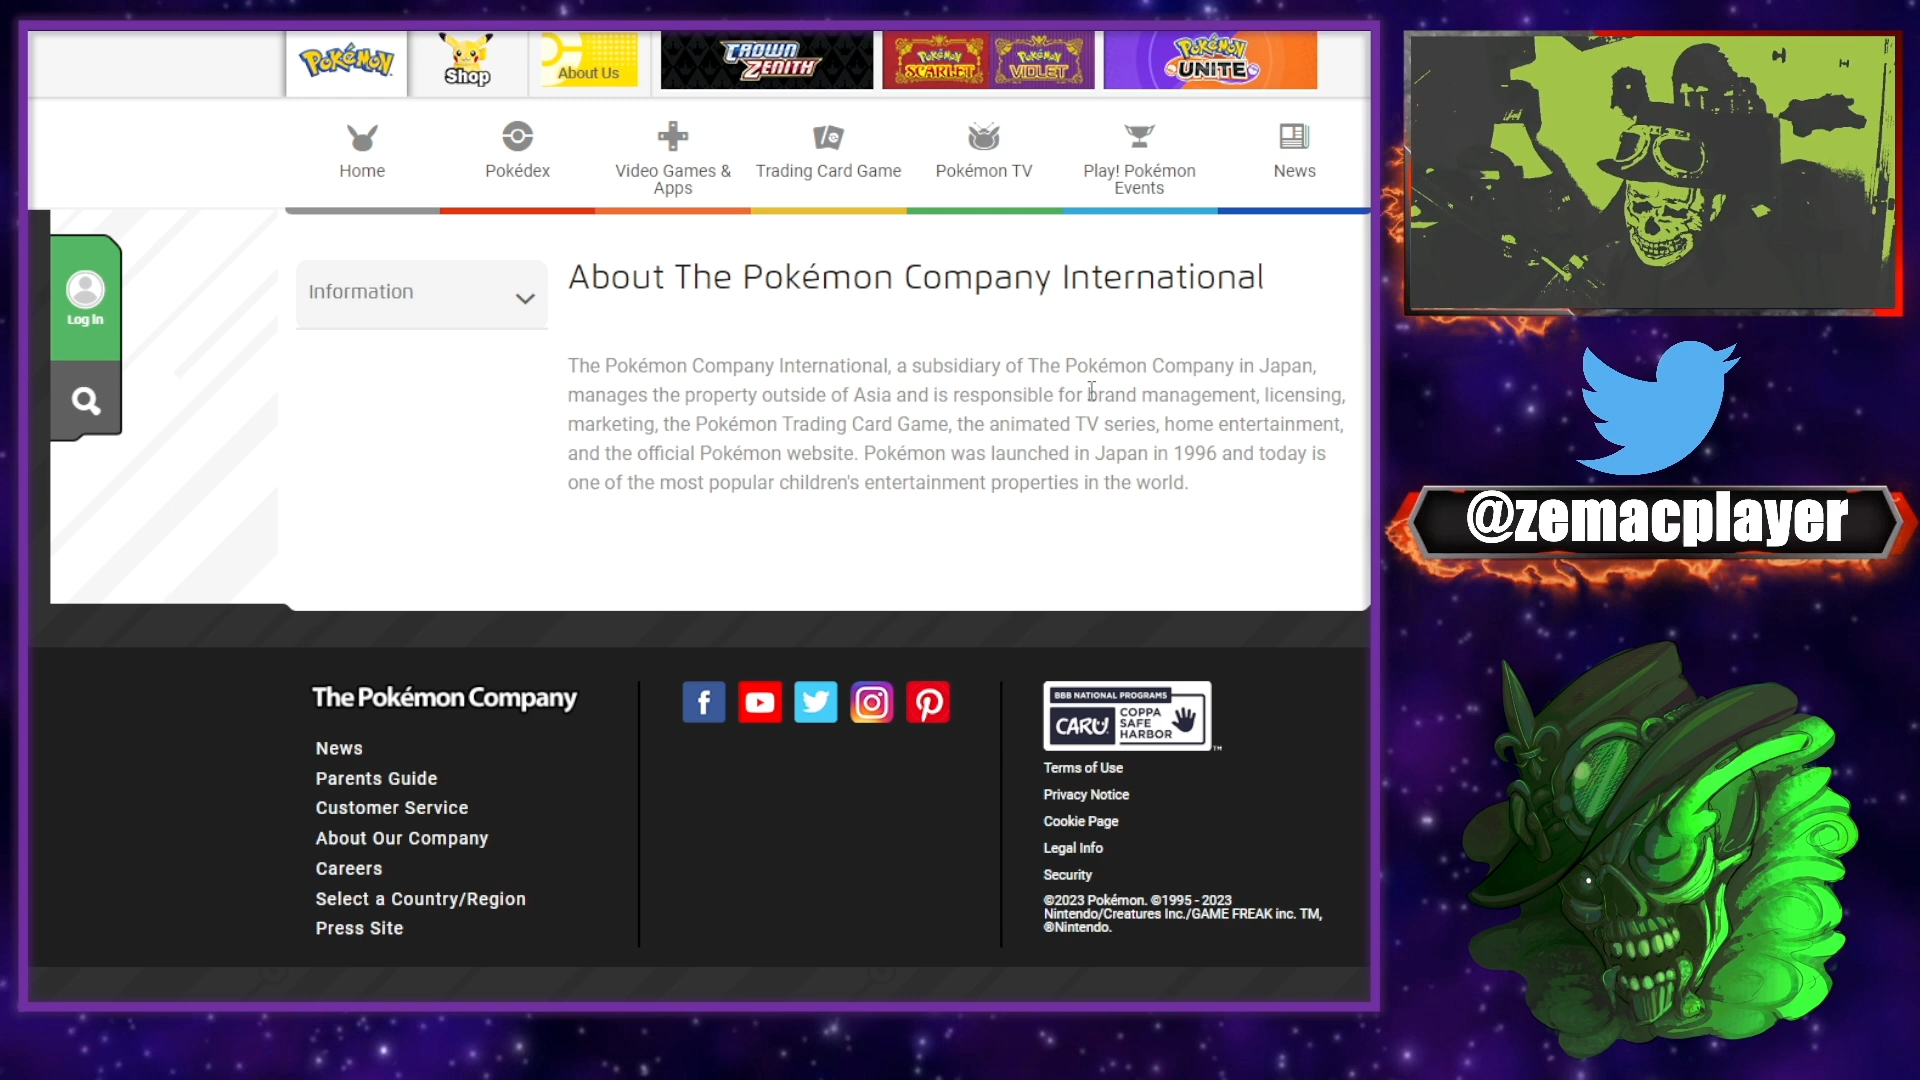 Pokémon
Shop
About Us
CROWN
ZENITH
Pokémon
SCARLET
Pokémon
VIOLET
Pokémon
UNITE
Home
Pokédex
Video Games &
Apps
Trading Card Game
Pokémon TV
Play! Pokémon
Events
News
Log In
Information
About The Pokémon Company International
The Pokémon Company International, a subsidiary of The Pokémon Company in Japan,
manages the property outside of Asia and is responsible for brand management, licensing,
marketing, the Pokémon Trading Card Game, the animated TV series, home entertainment,
and the official Pokémon website. Pokémon was launched in Japan in 1996 and today is
one of the most popular children's entertainment properties in the world.
@zemacplayer
The Pokémon Company
News
Parents Guide
Customer Service
About Our Company
Careers
Select a Country/Region
Press Site
BBB NATIONAL PROGRAMS
CARU
COPPA
SAFE
HARBOR
TM
Terms of Use
Privacy Notice
Cookie Page
Legal Info
Security
©2023 Pokémon. ©1995 - 2023
Nintendo/Creatures Inc./GAME FREAK inc. TM,
®Nintendo.